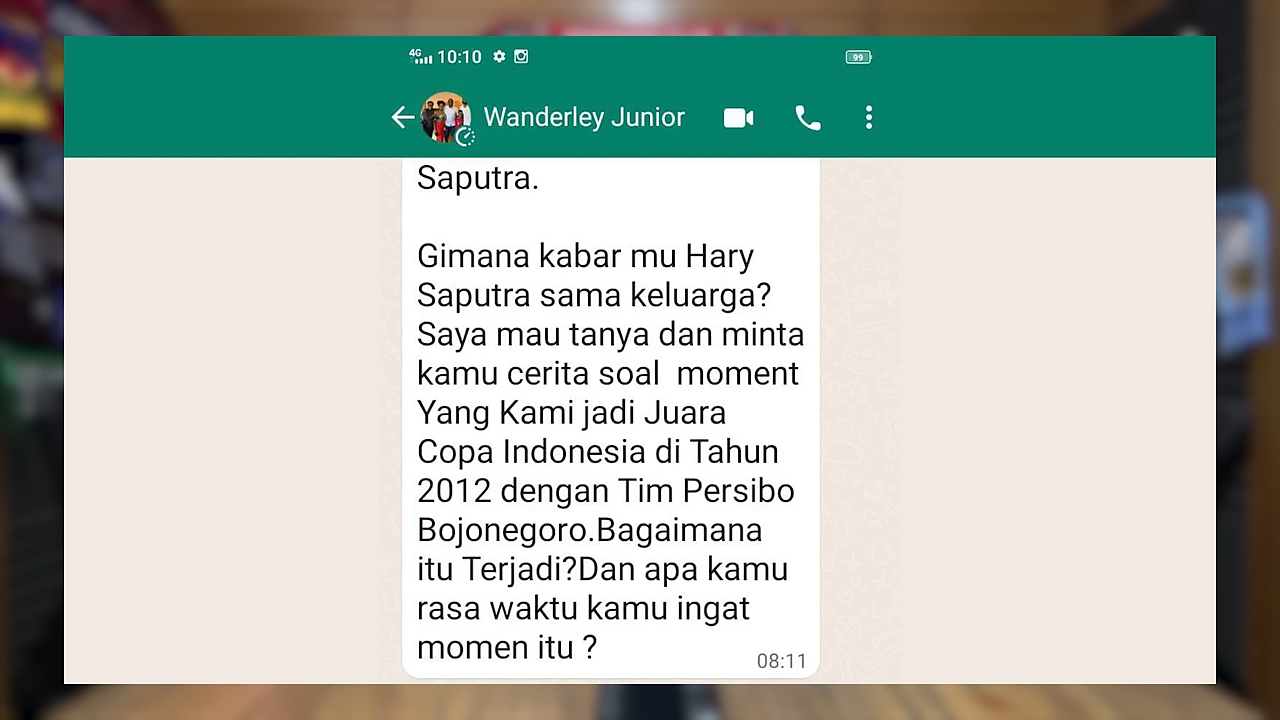 4G 10:10 99
Wanderley Junior
Saputra.
Gimana kabar mu Hary
Saputra sama keluarga?
Saya mau tanya dan minta
kamu cerita soal  moment
Yang Kami jadi Juara
Copa Indonesia di Tahun
2012 dengan Tim Persibo
Bojonegoro.Bagaimana
itu Terjadi?Dan apa kamu
rasa waktu kamu ingat
momen itu ?
08:11